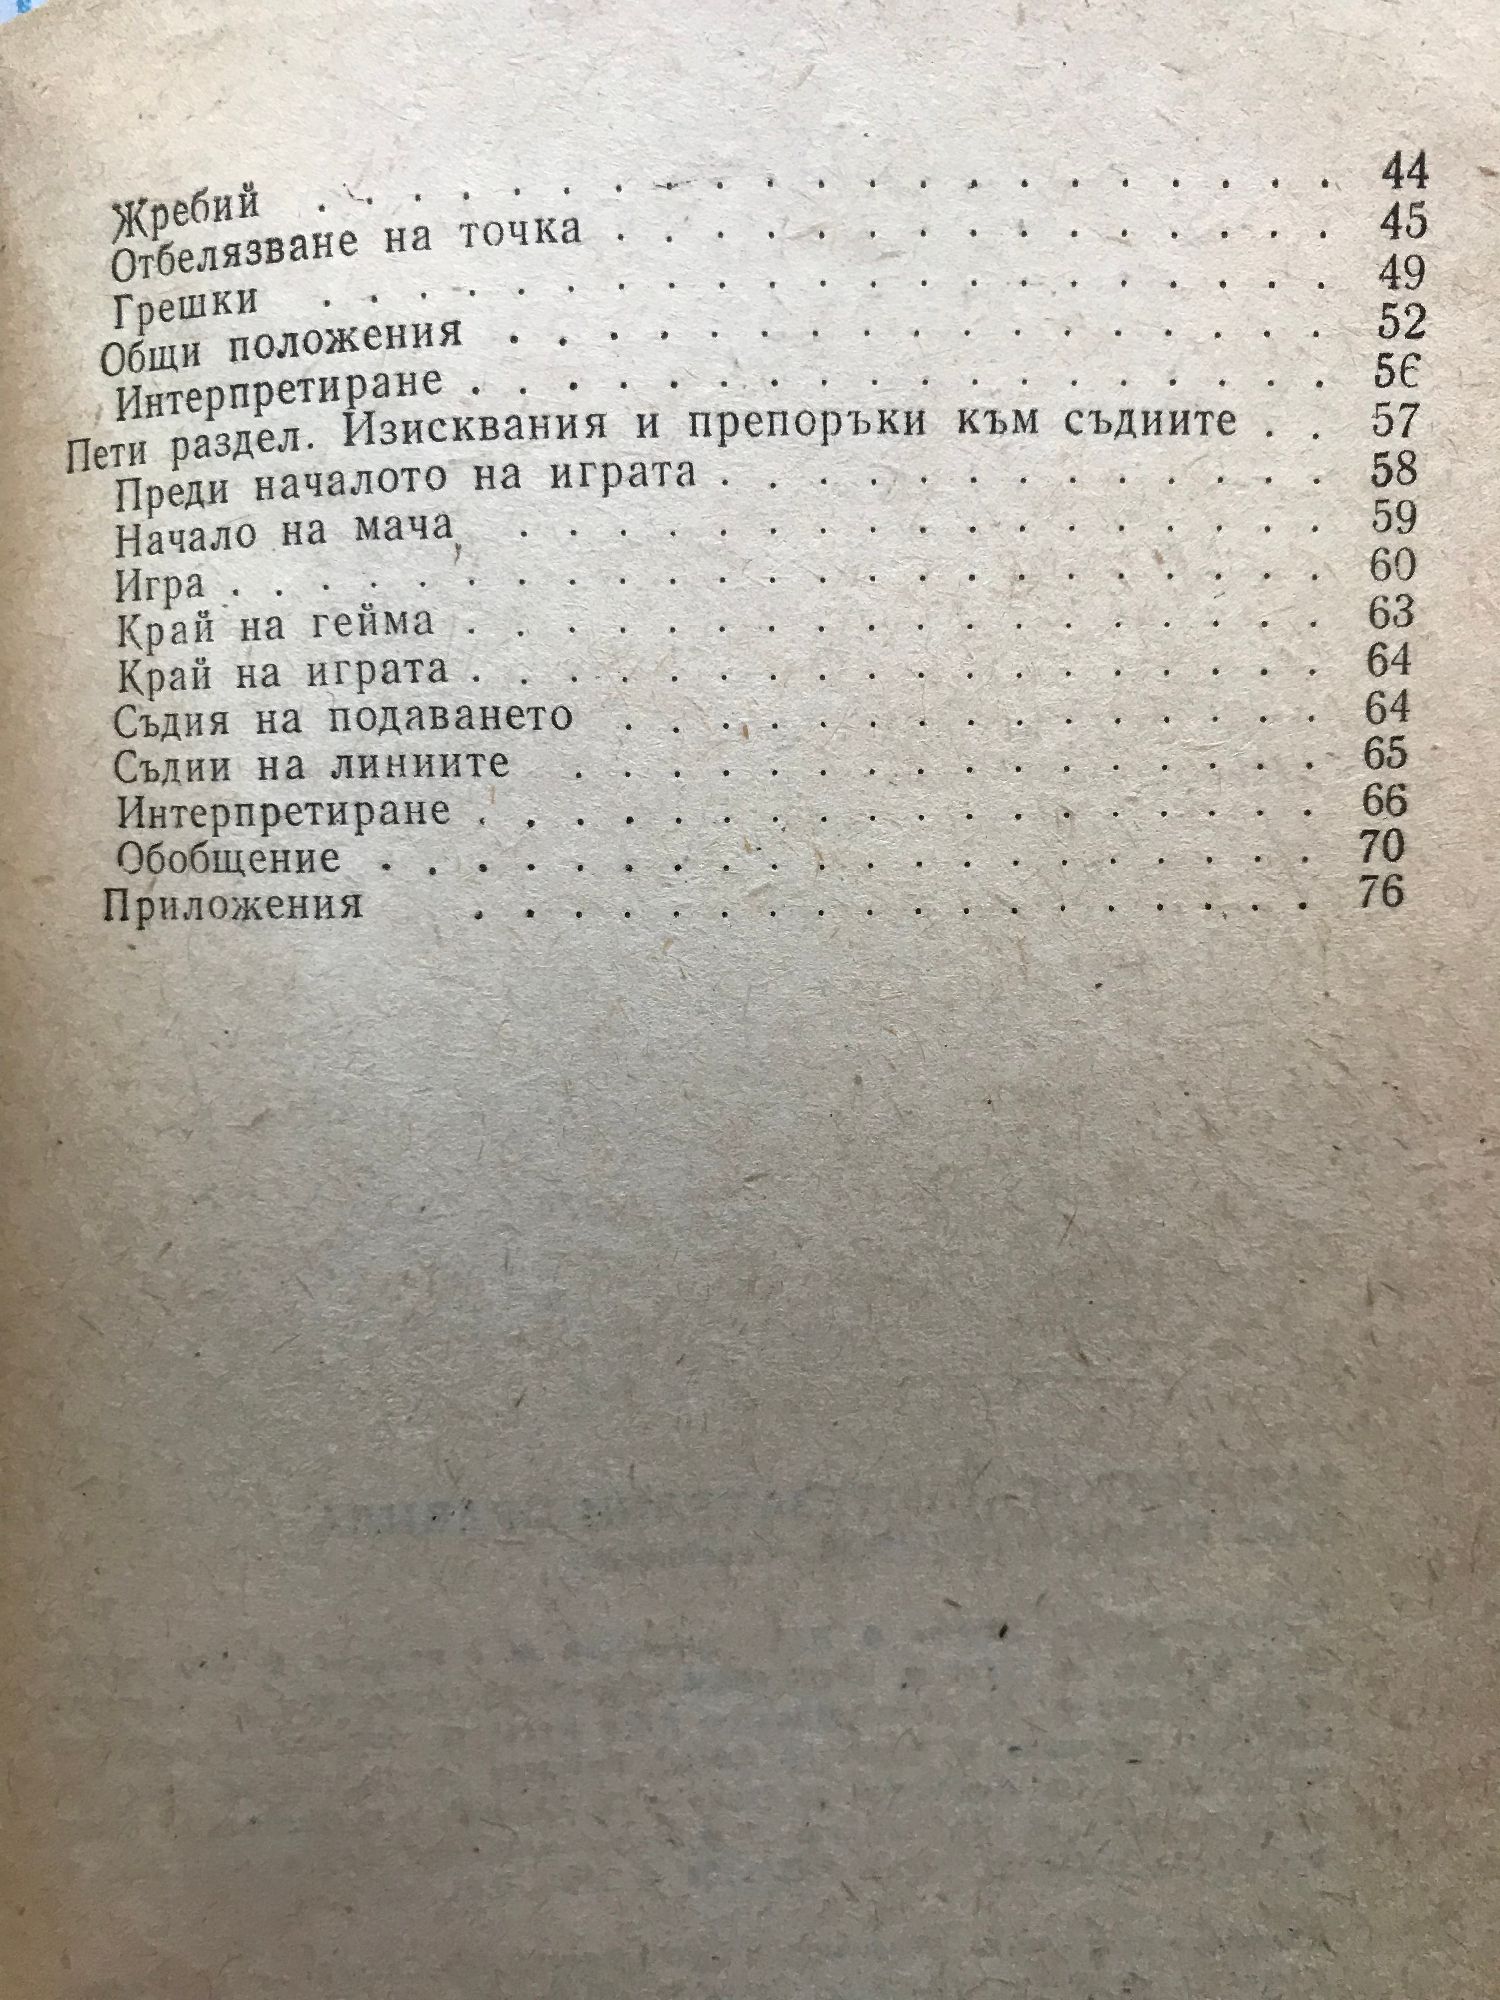 Жребий . . . . . . . . . . . . . . . . . . . . . 44
Отбелязване на точка . . . . . . . . . . . . . . . 45
Грешки . . . . . . . . . . . . . . . . . . . . . 49
Общи положения . . . . . . . . . . . . . . . . . 52
Интерпретиране . . . . . . . . . . . . . . . . . . 56
Пети раздел. Изисквания и препоръки към съдиите . . 57
Преди началото на играта . . . . . . . . . . . . . 58
Начало на мача . . . . . . . . . . . . . . . . . 59
Игра . . . . . . . . . . . . . . . . . . . . . . . 60
Край на гейма . . . . . . . . . . . . . . . . . . 63
Край на играта . . . . . . . . . . . . . . . . . . 64
Съдия на подаването . . . . . . . . . . . . . . . 64
Съдии на линиите . . . . . . . . . . . . . . . . 65
Интерпретиране . . . . . . . . . . . . . . . . . . 66
Обобщение . . . . . . . . . . . . . . . . . . . . 70
Приложения . . . . . . . . . . . . . . . . . . 76